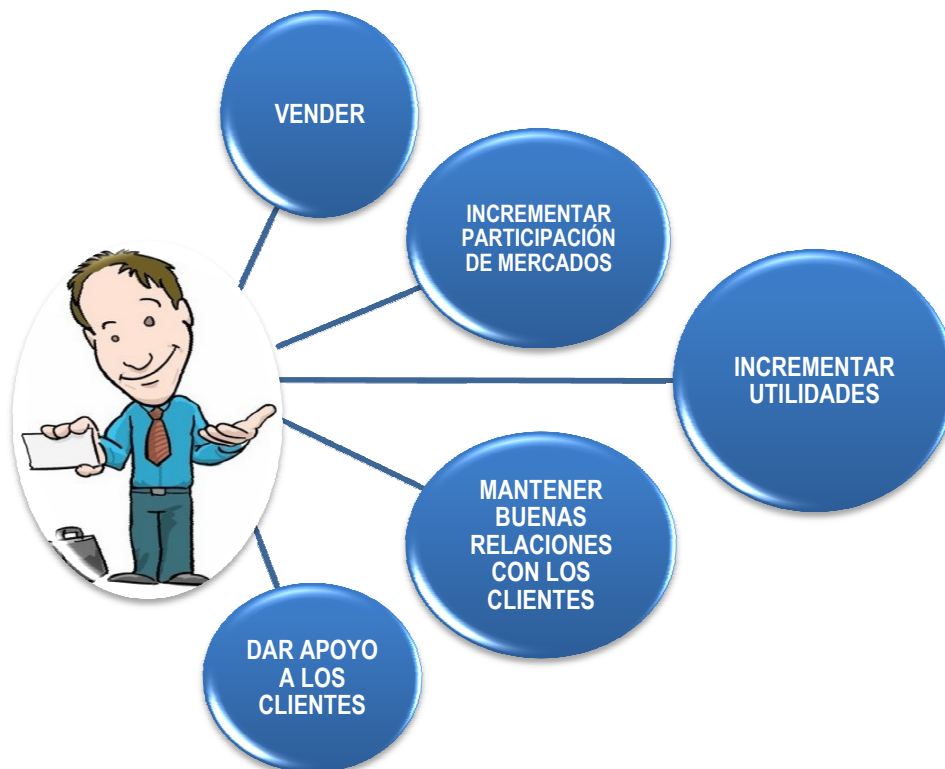 VENDER
INCREMENTAR
PARTICIPACIÓN
DE MERCADOS
INCREMENTAR
UTILIDADES
MANTENER
BUENAS
RELACIONES
CON LOS
CLIENTES
DAR APOYO
A LOS
CLIENTES